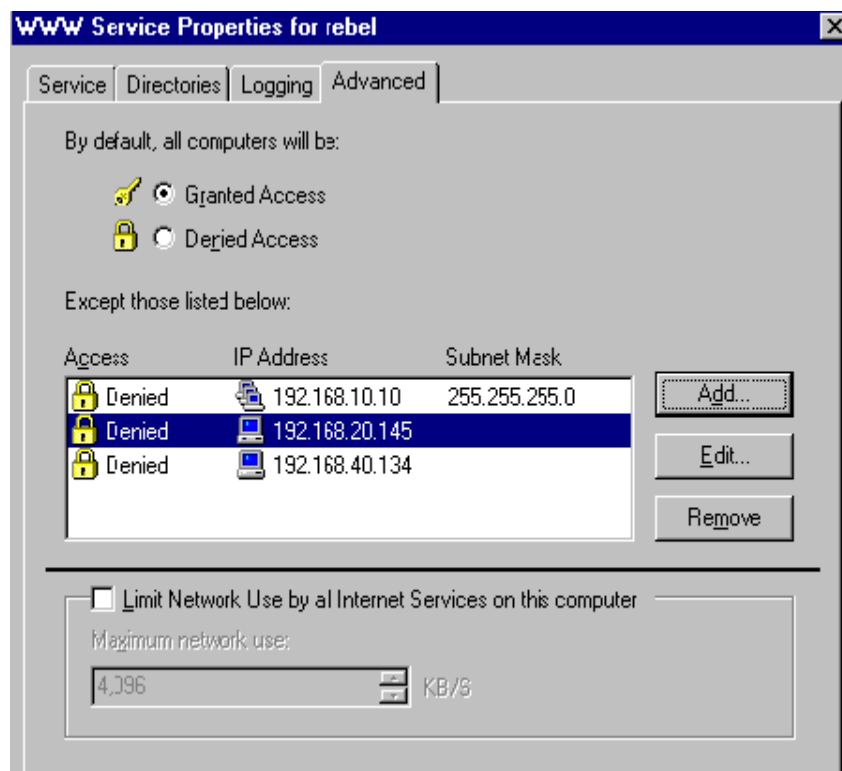 WWW Service Properties for rebel
Service Directories Logging Advanced
By default, all computers will be:
Granted Access
Denied Access
Except those listed below:
Access IP Address Subnet Mask
Denied 192.168.10.10 255.255.255.0
Denied 192.168.20.145
Denied 192.168.40.134
Add...
Edit...
Remove
Limit Network Use by al Internet Services on this computer
Maximum network use:
4,096 KB/S